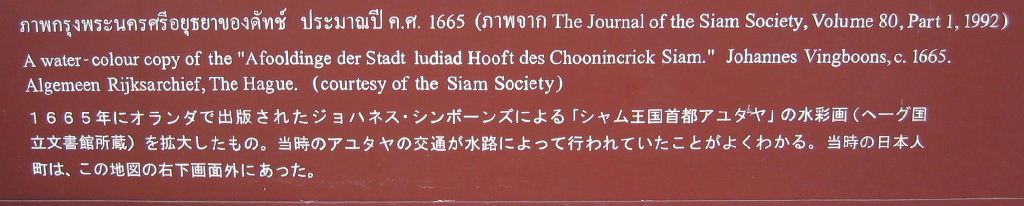 ภาพกรุงพระนครศรีอยุธยาของดัทช์ ประมาณปี ค.ศ. 1665 (ภาพจาก The Journal of the Siam Society, Volume 80, Part 1, 1992)
A water-colour copy of the "Afooldinge der Stadt ludiad Hooft des Choonincrick Siam." Johannes Vingboons, c. 1665.
Algemeen Rijksarchief, The Hague. (courtesy of the Siam Society)
1665年にオランダで出版されたジョハネス・シンボーンズによる「シャム王国首都アユタヤ」の水彩画(ヘーグ国
立文書館所蔵)を拡大したもの。当時のアユタヤの交通が水路によって行われていたことがよくわかる。当時の日本人
町は、この地図の右下画面外にあった。